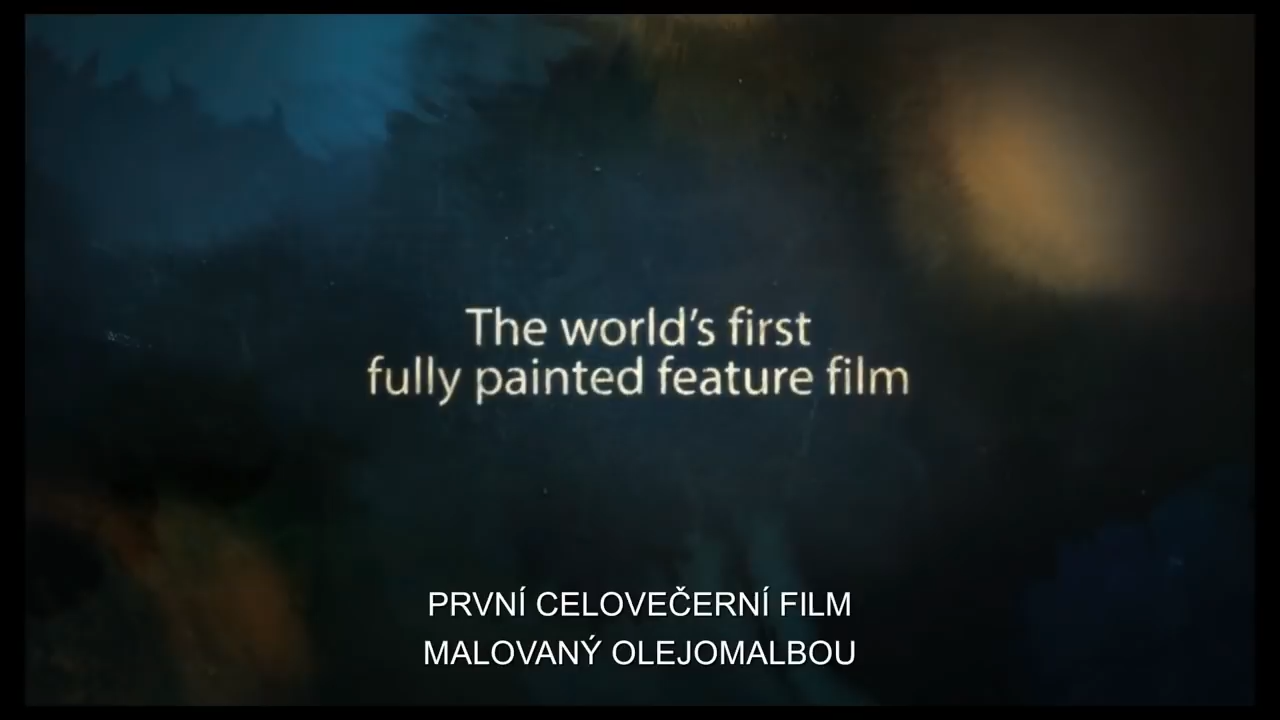 The world's first
fully painted feature film
PRVNÍ CELOVEČERNÍ FILM
MALOVANÝ OLEJOMALBOU